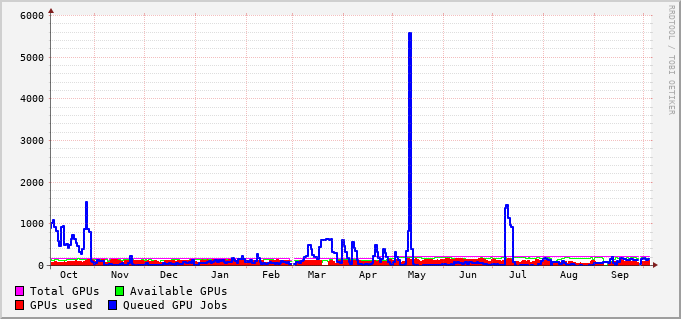 6000
5000
4000
3000
2000
1000
0
Oct Nov Dec Jan Feb Mar Apr May Jun Jul Aug Sep
Total GPUs Available GPUs
GPUs used Queued GPU Jobs
RRDTOOL / TOBI OETIKER